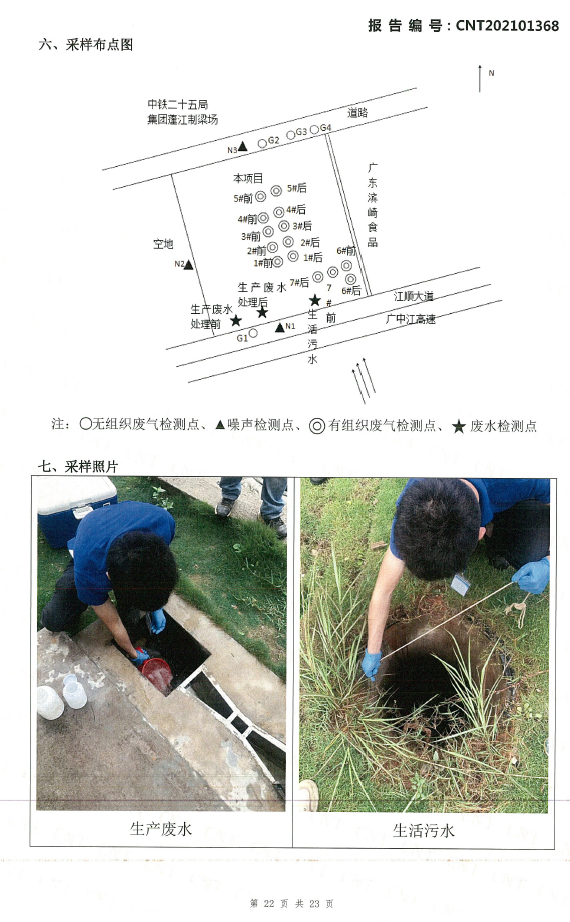 报告编号: CNT202101368
六、采样布点图
N
中铁二十五局
集团蓬江制梁场
道路
N3
G2
G3
G4
广东滨崎食品
本项目
5#前
5#后
4#前
4#后
3#前
3#后
2#前
2#后
1#前
1#后
6#前
6#后
7#后
7#前
空地
N2
生产废水
处理后
生产废水
处理前
生活污水
G1
N1
江顺大道
广中江高速
注: ○无组织废气检测点、▲噪声检测点、◎有组织废气检测点、★废水检测点
七、采样照片
生产废水
生活污水
第 22 页 共 23 页